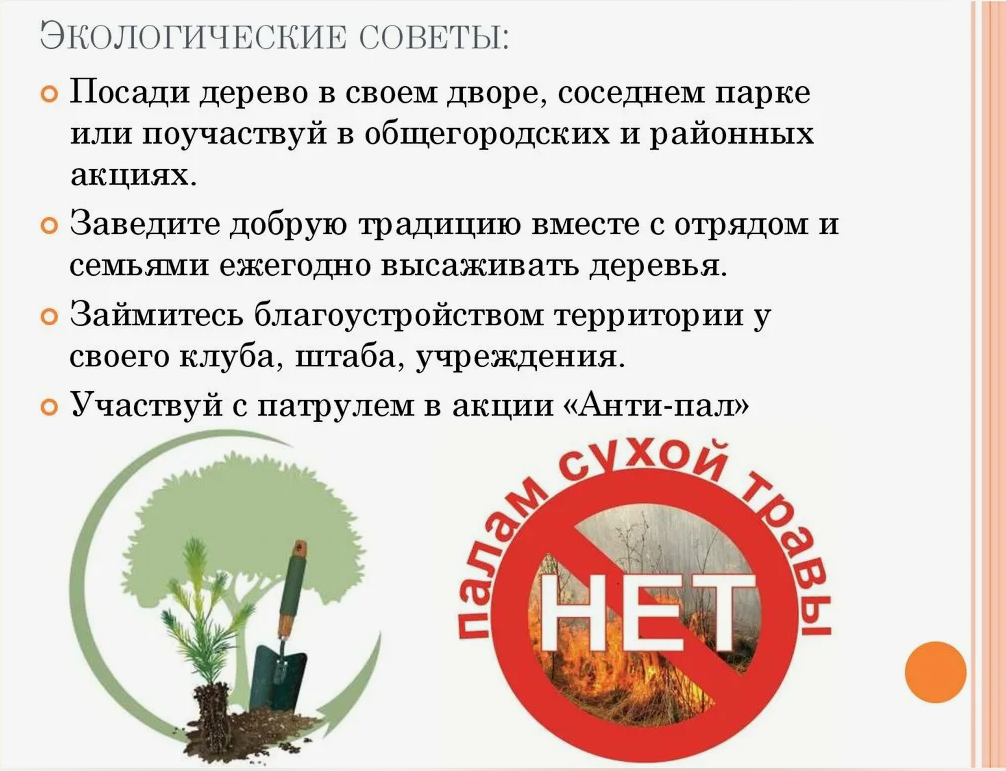 Экологические советы:
Посади дерево в своем дворе, соседнем парке
или поучаствуй в общегородских и районных
акциях.
Заведите добрую традицию вместе с отрядом и
семьями ежегодно высаживать деревья.
Займитесь благоустройством территории у
своего клуба, штаба, учреждения.
Участвуй с патрулем в акции «Анти-пал»
палам сухой травы
НЕТ